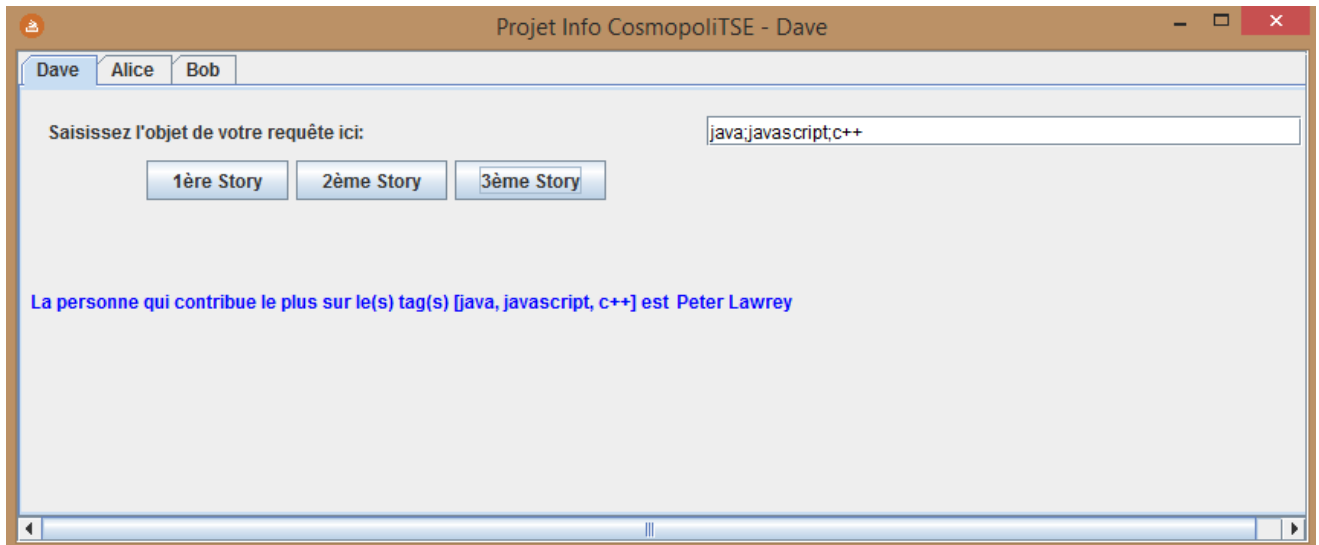 Projet Info CosmopoliTSE - Dave
Dave Alice Bob
Saisissez l'objet de votre requête ici: java;javascript;c++
1ère Story 2ème Story 3ème Story
La personne qui contribue le plus sur le(s) tag(s) [java, javascript, c++] est Peter Lawrey